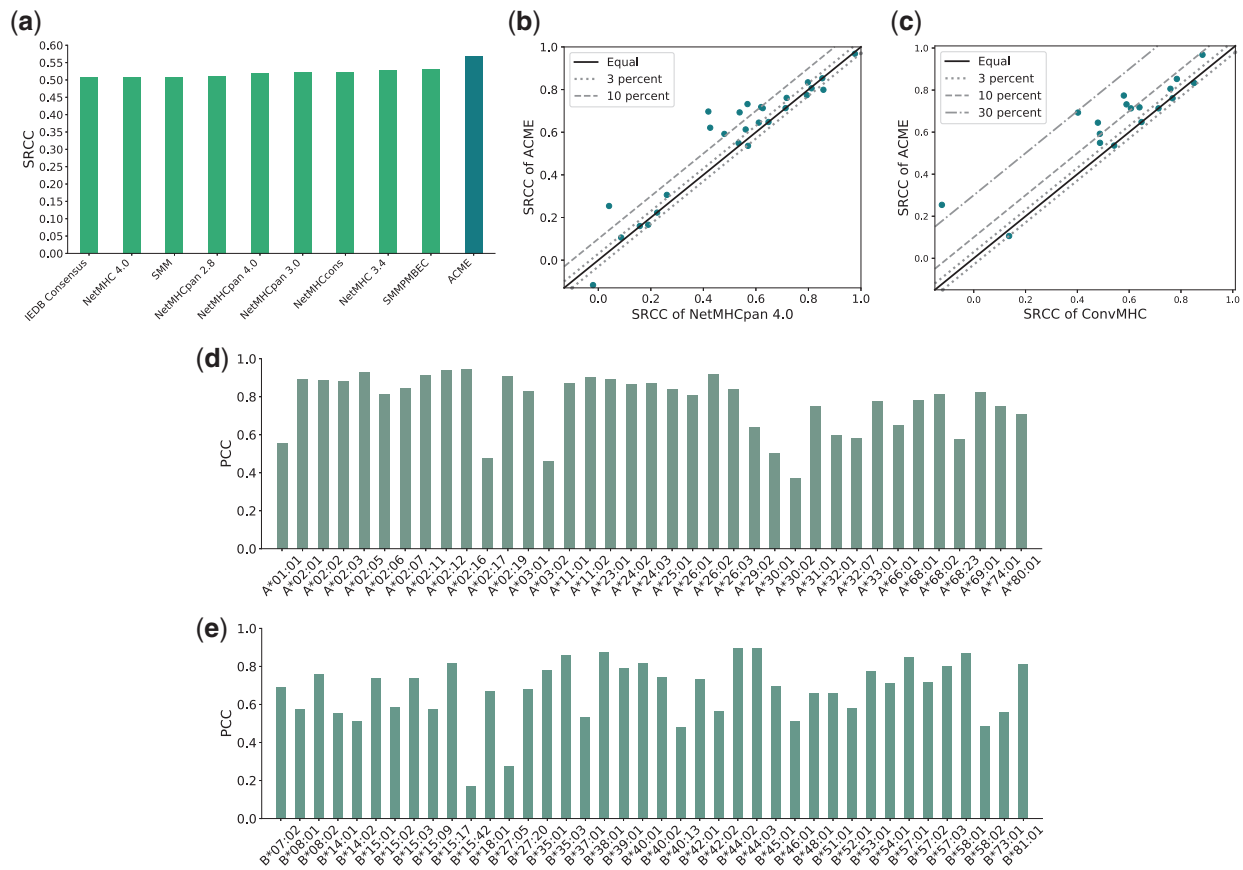 (a)
SRCC
0.60
0.55
0.50
0.45
0.40
0.35
0.30
0.25
0.20
0.15
0.10
0.05
0.00
IEDB Consensus
NetMHC 4.0
SMM
NetMHCpan 2.8
NetMHCpan 4.0
NetMHCpan 3.0
NetMHCcons
NetMHC 3.4
SMMPMBEC
ACME
(b)
SRCC of ACME
1.0
0.8
0.6
0.4
0.2
0.0
Equal
3 percent
10 percent
0.0 0.2 0.4 0.6 0.8 1.0
SRCC of NetMHCpan 4.0
(c)
SRCC of ACME
1.0
0.8
0.6
0.4
0.2
0.0
Equal
3 percent
10 percent
30 percent
0.0 0.2 0.4 0.6 0.8 1.0
SRCC of ConvMHC
(d)
PCC
1.0
0.8
0.6
0.4
0.2
0.0
A*01:01
A*02:01
A*02:02
A*02:03
A*02:05
A*02:06
A*02:07
A*02:11
A*02:12
A*02:16
A*02:17
A*02:19
A*03:01
A*03:02
A*11:01
A*11:02
A*23:01
A*24:02
A*24:03
A*25:01
A*26:01
A*26:02
A*26:03
A*29:02
A*30:01
A*30:02
A*31:01
A*32:01
A*32:07
A*33:01
A*66:01
A*68:01
A*68:02
A*68:23
A*69:01
A*74:01
A*80:01
(e)
PCC
1.0
0.8
0.6
0.4
0.2
0.0
B*07:02
B*08:01
B*08:02
B*14:01
B*14:02
B*15:01
B*15:02
B*15:03
B*15:09
B*15:17
B*15:42
B*18:01
B*27:05
B*27:20
B*35:01
B*35:03
B*37:01
B*38:01
B*39:01
B*40:01
B*40:02
B*40:13
B*42:01
B*42:02
B*44:02
B*44:03
B*45:01
B*46:01
B*48:01
B*51:01
B*52:01
B*53:01
B*54:01
B*57:01
B*57:02
B*57:03
B*58:01
B*58:02
B*73:01
B*81:01